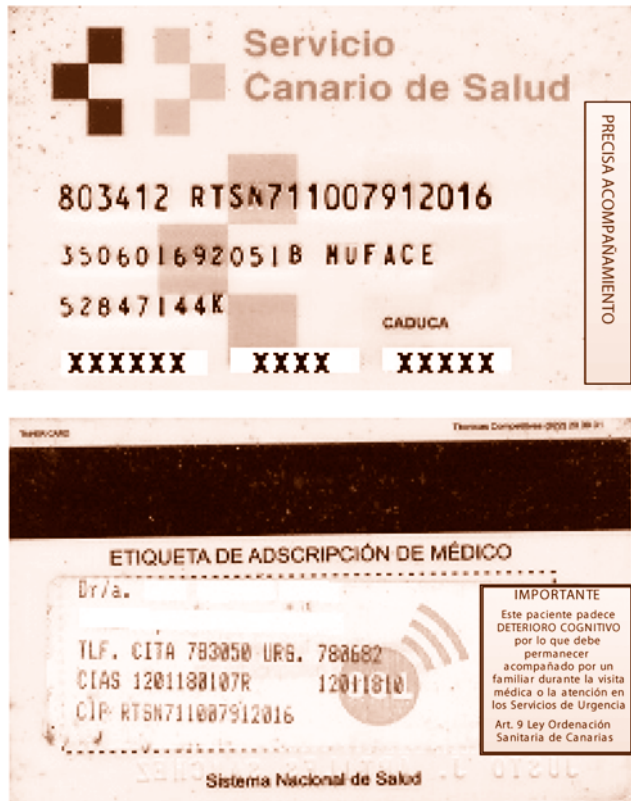 Servicio
Canario de Salud
803412 RTSN711007912016
350601692051B MUFACE
52847144K
CADUCA
XXXXXX XXXX XXXXX
PRECISA ACOMPAÑAMIENTO
ETIQUETA DE ADSCRIPCIÓN DE MÉDICO
Dr/a.
TLF. CITA 783050 URG. 780682
CIAS 1201180107R 12011810
CIP RTSN711007912016
IMPORTANTE
Este paciente padece
DETERIORO COGNITIVO
por lo que debe
permanecer
acompañado por un
familiar durante la visita
médica o la atención en
los Servicios de Urgencia
Art. 9 Ley Ordenación
Sanitaria de Canarias
Sistema Nacional de Salud